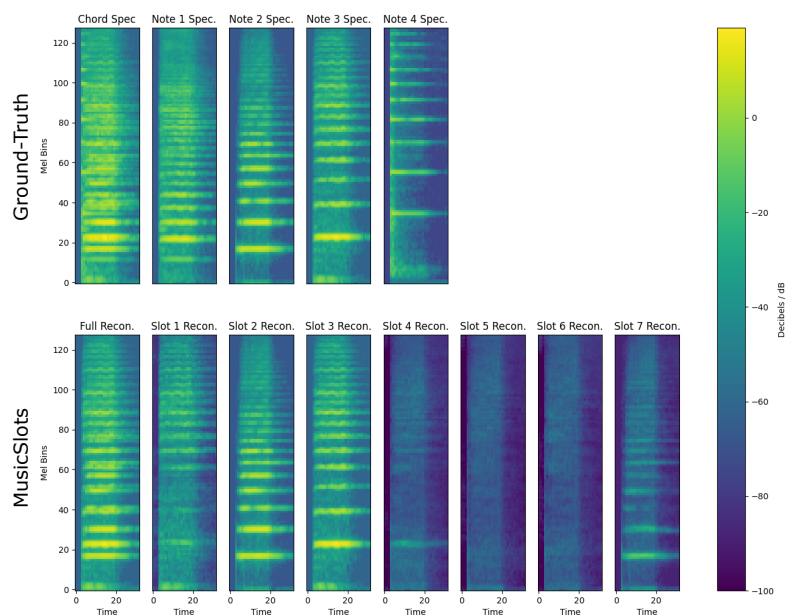 Chord Spec
Note 1 Spec.
Note 2 Spec.
Note 3 Spec.
Note 4 Spec.
Ground-Truth
Mel Bins
120
100
80
60
40
20
0
Full Recon.
Slot 1 Recon.
Slot 2 Recon.
Slot 3 Recon.
Slot 4 Recon.
Slot 5 Recon.
Slot 6 Recon.
Slot 7 Recon.
MusicSlots
Mel Bins
120
100
80
60
40
20
0
0 20
0 20
0 20
0 20
0 20
0 20
0 20
0 20
Time
Time
Time
Time
Time
Time
Time
Time
0
−20
−40
−60
−80
−100
Decibels / dB